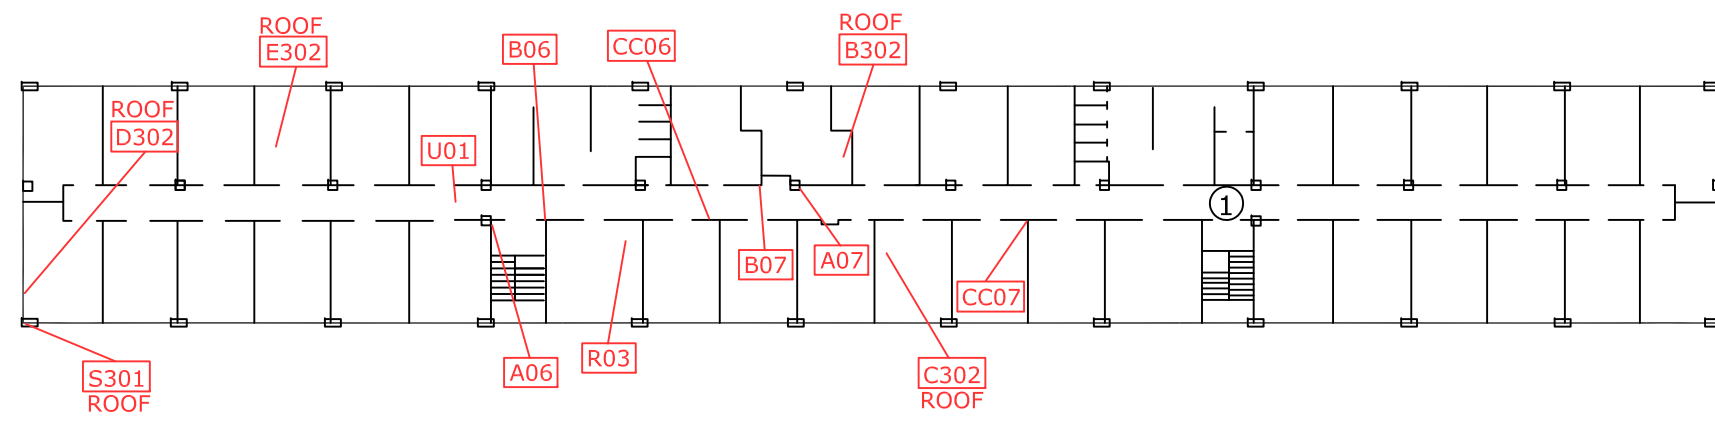 ROOF
E302
B06
CC06
ROOF
B302
ROOF
D302
U01
1
B07
A07
CC07
S301
ROOF
A06
R03
C302
ROOF